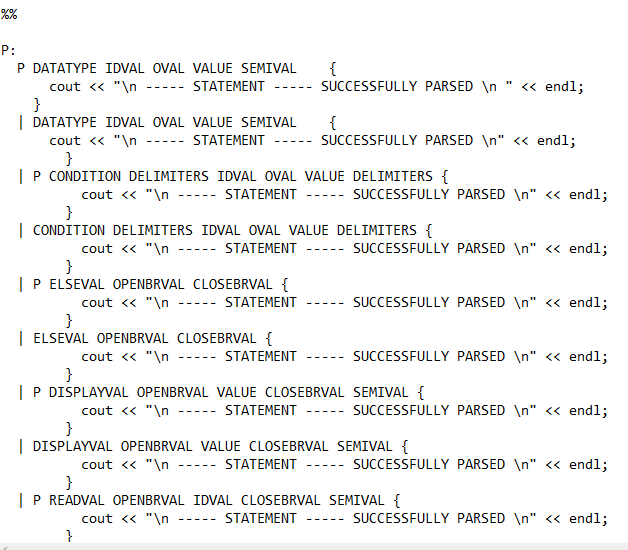 %%
P:
P DATATYPE IDVAL OVAL VALUE SEMIVAL    {
cout << "\n ----- STATEMENT ----- SUCCESSFULLY PARSED \n " << endl;
}
| DATATYPE IDVAL OVAL VALUE SEMIVAL    {
cout << "\n ----- STATEMENT ----- SUCCESSFULLY PARSED \n" << endl;
}
| P CONDITION DELIMITERS IDVAL OVAL VALUE DELIMITERS {
cout << "\n ----- STATEMENT ----- SUCCESSFULLY PARSED \n" << endl;
}
| CONDITION DELIMITERS IDVAL OVAL VALUE DELIMITERS {
cout << "\n ----- STATEMENT ----- SUCCESSFULLY PARSED \n" << endl;
}
| P ELSEVAL OPENBRVAL CLOSEBRVAL {
cout << "\n ----- STATEMENT ----- SUCCESSFULLY PARSED \n" << endl;
}
| ELSEVAL OPENBRVAL CLOSEBRVAL {
cout << "\n ----- STATEMENT ----- SUCCESSFULLY PARSED \n" << endl;
}
| P DISPLAYVAL OPENBRVAL VALUE CLOSEBRVAL SEMIVAL {
cout << "\n ----- STATEMENT ----- SUCCESSFULLY PARSED \n" << endl;
}
| DISPLAYVAL OPENBRVAL VALUE CLOSEBRVAL SEMIVAL {
cout << "\n ----- STATEMENT ----- SUCCESSFULLY PARSED \n" << endl;
}
| P READVAL OPENBRVAL IDVAL CLOSEBRVAL SEMIVAL {
cout << "\n ----- STATEMENT ----- SUCCESSFULLY PARSED \n" << endl;
}